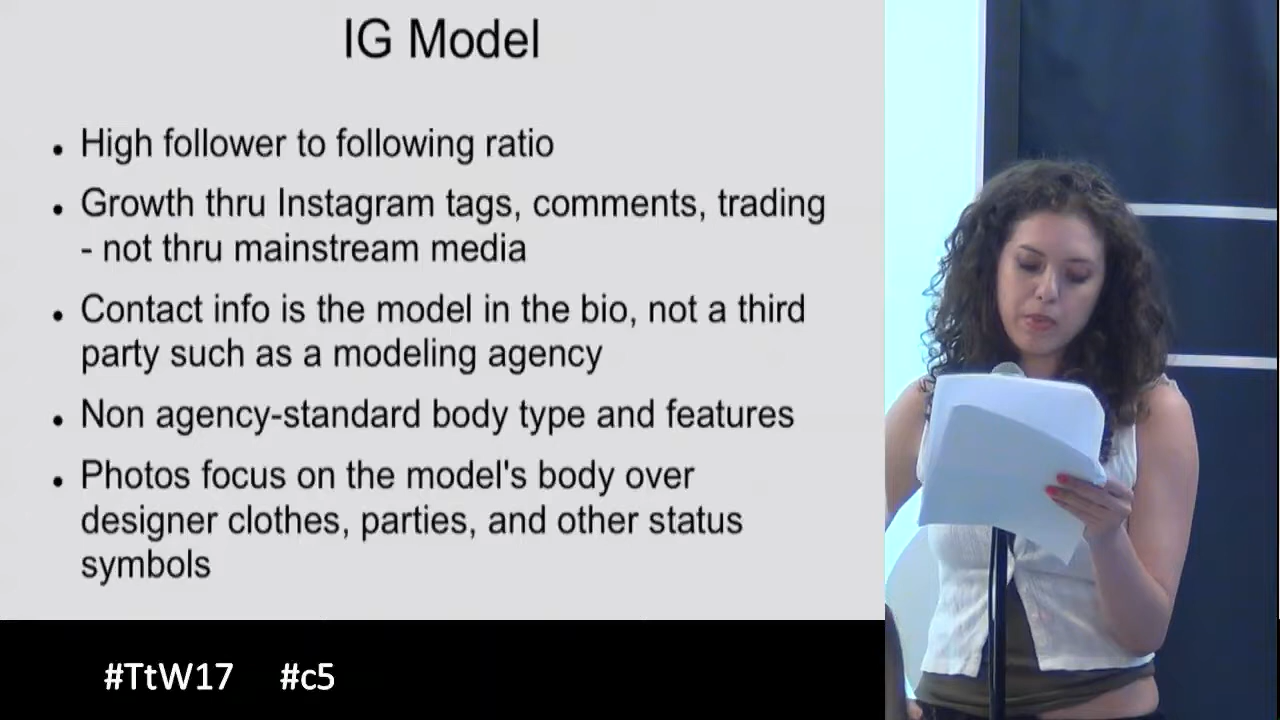 IG Model
• High follower to following ratio
• Growth thru Instagram tags, comments, trading
- not thru mainstream media
• Contact info is the model in the bio, not a third
party such as a modeling agency
• Non agency-standard body type and features
• Photos focus on the model's body over
designer clothes, parties, and other status
symbols
#TtW17 #c5